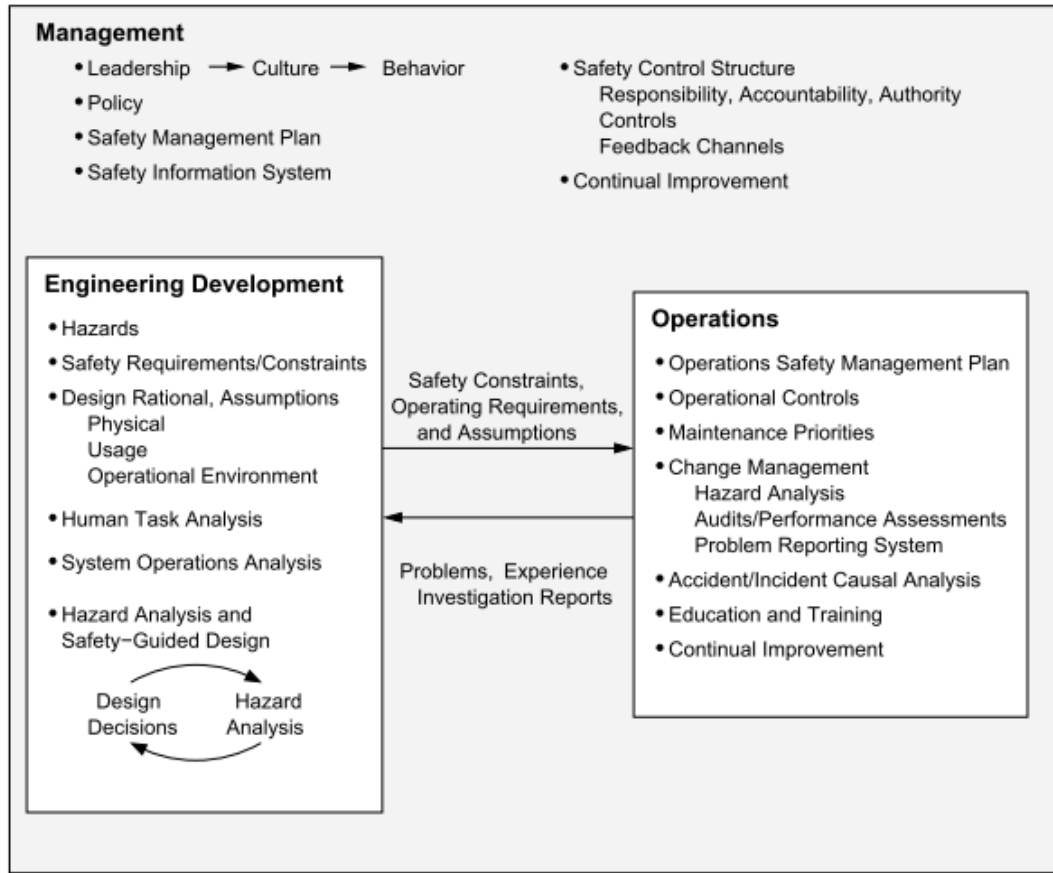 Management
• Leadership → Culture → Behavior
• Policy
• Safety Management Plan
• Safety Information System
• Safety Control Structure
Responsibility, Accountability, Authority
Controls
Feedback Channels
• Continual Improvement
Engineering Development
• Hazards
• Safety Requirements/Constraints
• Design Rational, Assumptions
Physical
Usage
Operational Environment
• Human Task Analysis
• System Operations Analysis
• Hazard Analysis and
Safety−Guided Design
Design
Decisions
Hazard
Analysis
Safety Constraints,
Operating Requirements,
and Assumptions
Problems, Experience
Investigation Reports
Operations
• Operations Safety Management Plan
• Operational Controls
• Maintenance Priorities
• Change Management
Hazard Analysis
Audits/Performance Assessments
Problem Reporting System
• Accident/Incident Causal Analysis
• Education and Training
• Continual Improvement